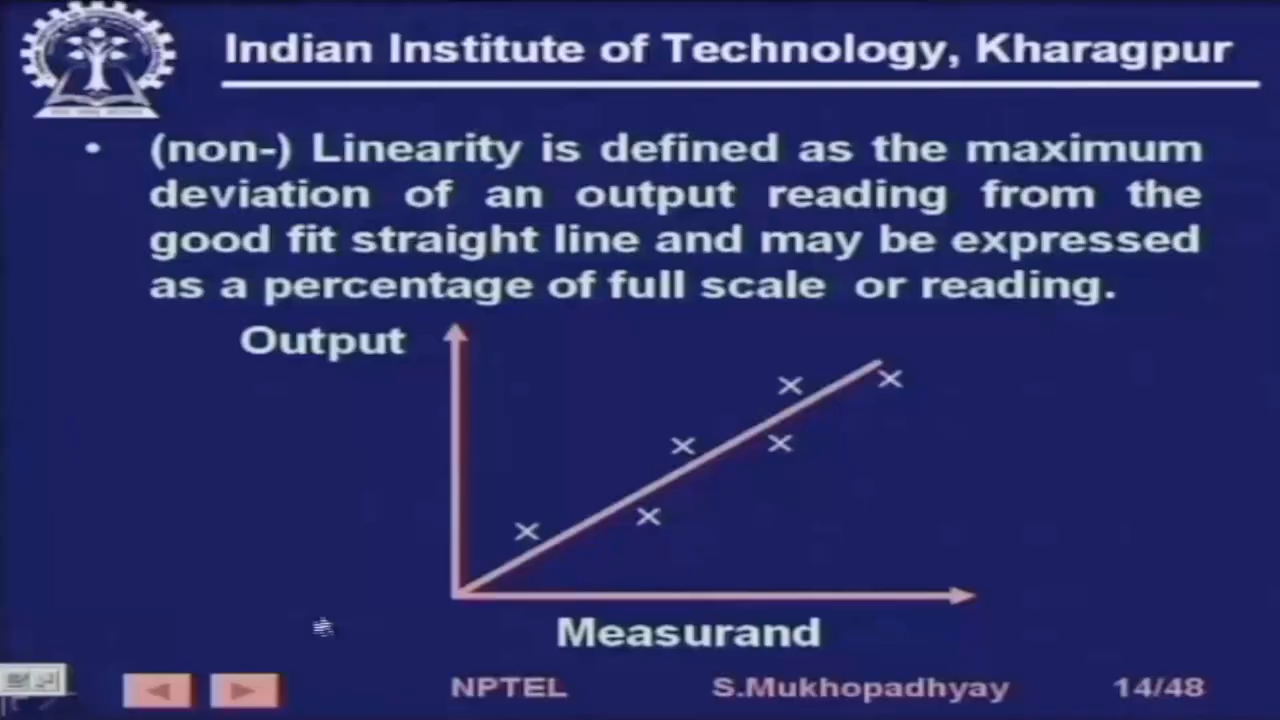 Indian Institute of Technology, Kharagpur
• (non-) Linearity is defined as the maximum
deviation of an output reading from the
good fit straight line and may be expressed
as a percentage of full scale or reading.
Output
Measurand
NPTEL S.Mukhopadhyay 14/48